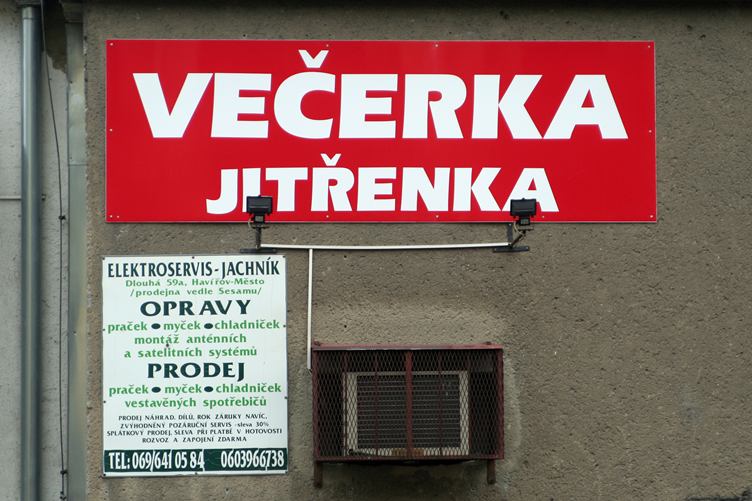 VEČERKA
JITŘENKA
ELEKTROSERVIS-JACHNÍK
Dlouhá 59a, Havířov-Město
/prodejna vedle Sesamu/
OPRAVY
praček ● myček ● chladniček
montáž anténních
a satelitních systémů
PRODEJ
praček ● myček ● chladniček
vestavěných spotřebičů
PRODEJ NÁHRAD. DÍLŮ, ROK ZÁRUKY NAVÍC,
ZVÝHODNĚNÝ POZÁRUČNÍ SERVIS -sleva 30%
SPLÁTKOVÝ PRODEJ, SLEVA PŘI PLATBĚ V HOTOVOSTI
ROZVOZ A ZAPOJENÍ ZDARMA
TEL: 069/641 05 84 0603966738